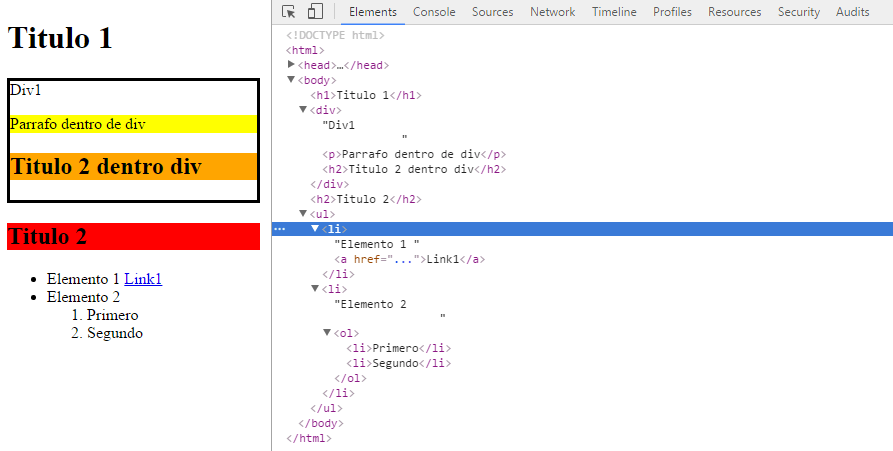 Titulo 1
Div1
Parrafo dentro de div
Titulo 2 dentro div
Titulo 2
• Elemento 1 Link1
• Elemento 2
1. Primero
2. Segundo
Elements Console Sources Network Timeline Profiles Resources Security Audits
<!DOCTYPE html>
<html>
▶<head>…</head>
▼<body>
<h1>Titulo 1</h1>
▼<div>
"Div1
"
<p>Parrafo dentro de div</p>
<h2>Titulo 2 dentro div</h2>
</div>
<h2>Titulo 2</h2>
▼<ul>
… ▼<li>
"Elemento 1 "
<a href="...">Link1</a>
</li>
▼<li>
"Elemento 2
"
▼<ol>
<li>Primero</li>
<li>Segundo</li>
</ol>
</li>
</ul>
</body>
</html>